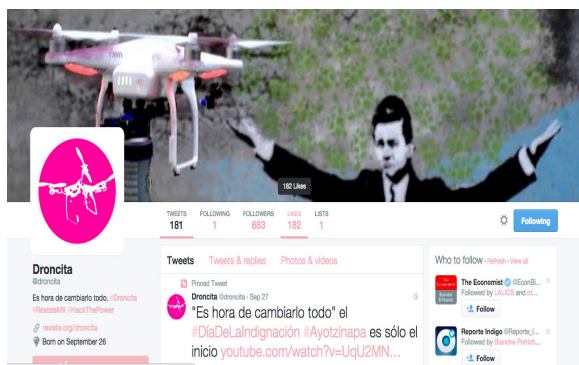 182 Likes
TWEETS FOLLOWING FOLLOWERS LIKES LISTS
181 1 683 182 1
Following
Droncita
@droncita
Es hora de cambiarlo todo. #Droncita
#RexisteMX #HackThePower
rexiste.org/droncita
Born on September 26
Tweets Tweets & replies Photos & videos
Pinned Tweet
Droncita @droncita · Sep 27
"Es hora de cambiarlo todo" el
#DíaDeLaIndignación #Ayotzinapa es sólo el
inicio youtube.com/watch?v=UqU2MN...
Who to follow · Refresh · View all
The Economist @EconBi... X
Followed by LAUCS and ot...
Follow
Reporte Indigo @Reporte_I... X
Followed by Blanche Petrich...
Follow